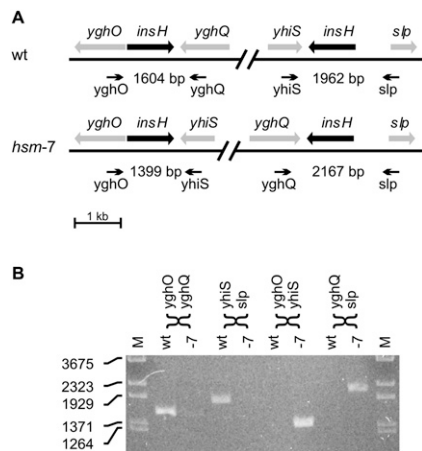 A
yghO insH yghQ yhiS insH slp
wt
1604 bp 1962 bp
yghO yghQ yhiS slp
yghO insH yhiS yghQ insH slp
hsm-7
1399 bp 2167 bp
yghO yhiS yghQ slp
1 kb
B
yghO yghQ yhiS slp yghO yhiS yghQ slp
M wt -7 wt -7 wt -7 wt -7 M
3675
2323
1929
1371
1264